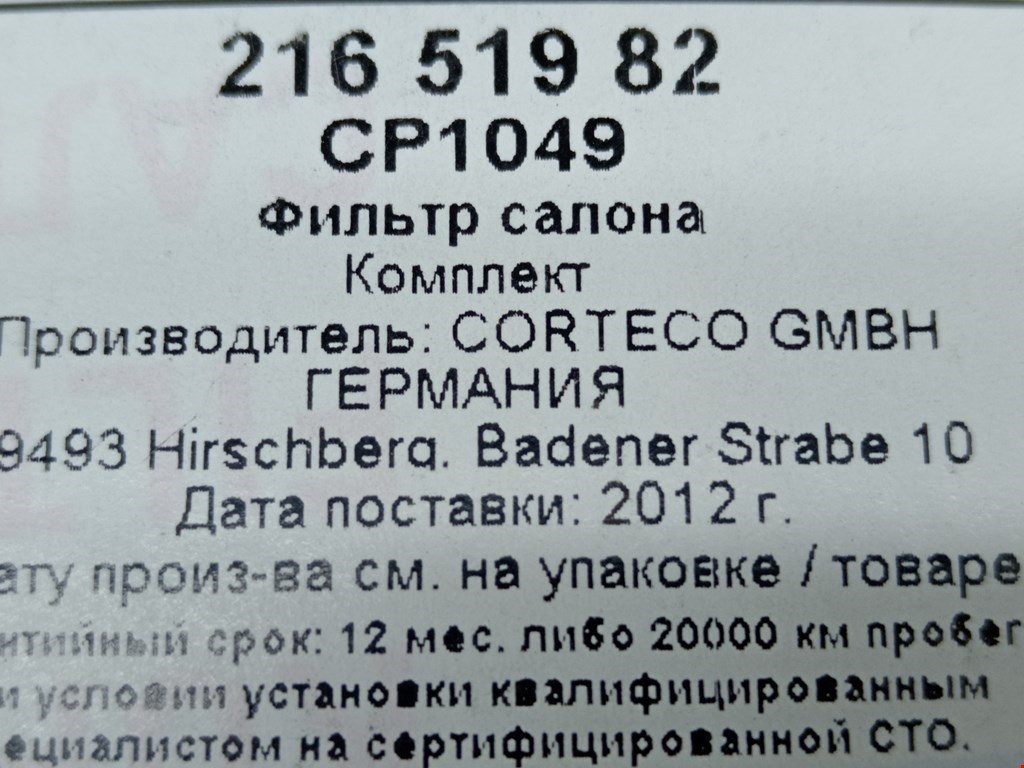 216 519 82
CP1049
Фильтр салона
Комплект
Производитель: CORTECO GMBH
ГЕРМАНИЯ
9493 Hirschberg. Badener Strabe 10
Дата поставки: 2012 г.
ату произ-ва см. на упаковке / товаре
нтийный срок: 12 мес. либо 20000 км пробег
и условии установки квалифицированным
ециалистом на сертифицированной СТО.